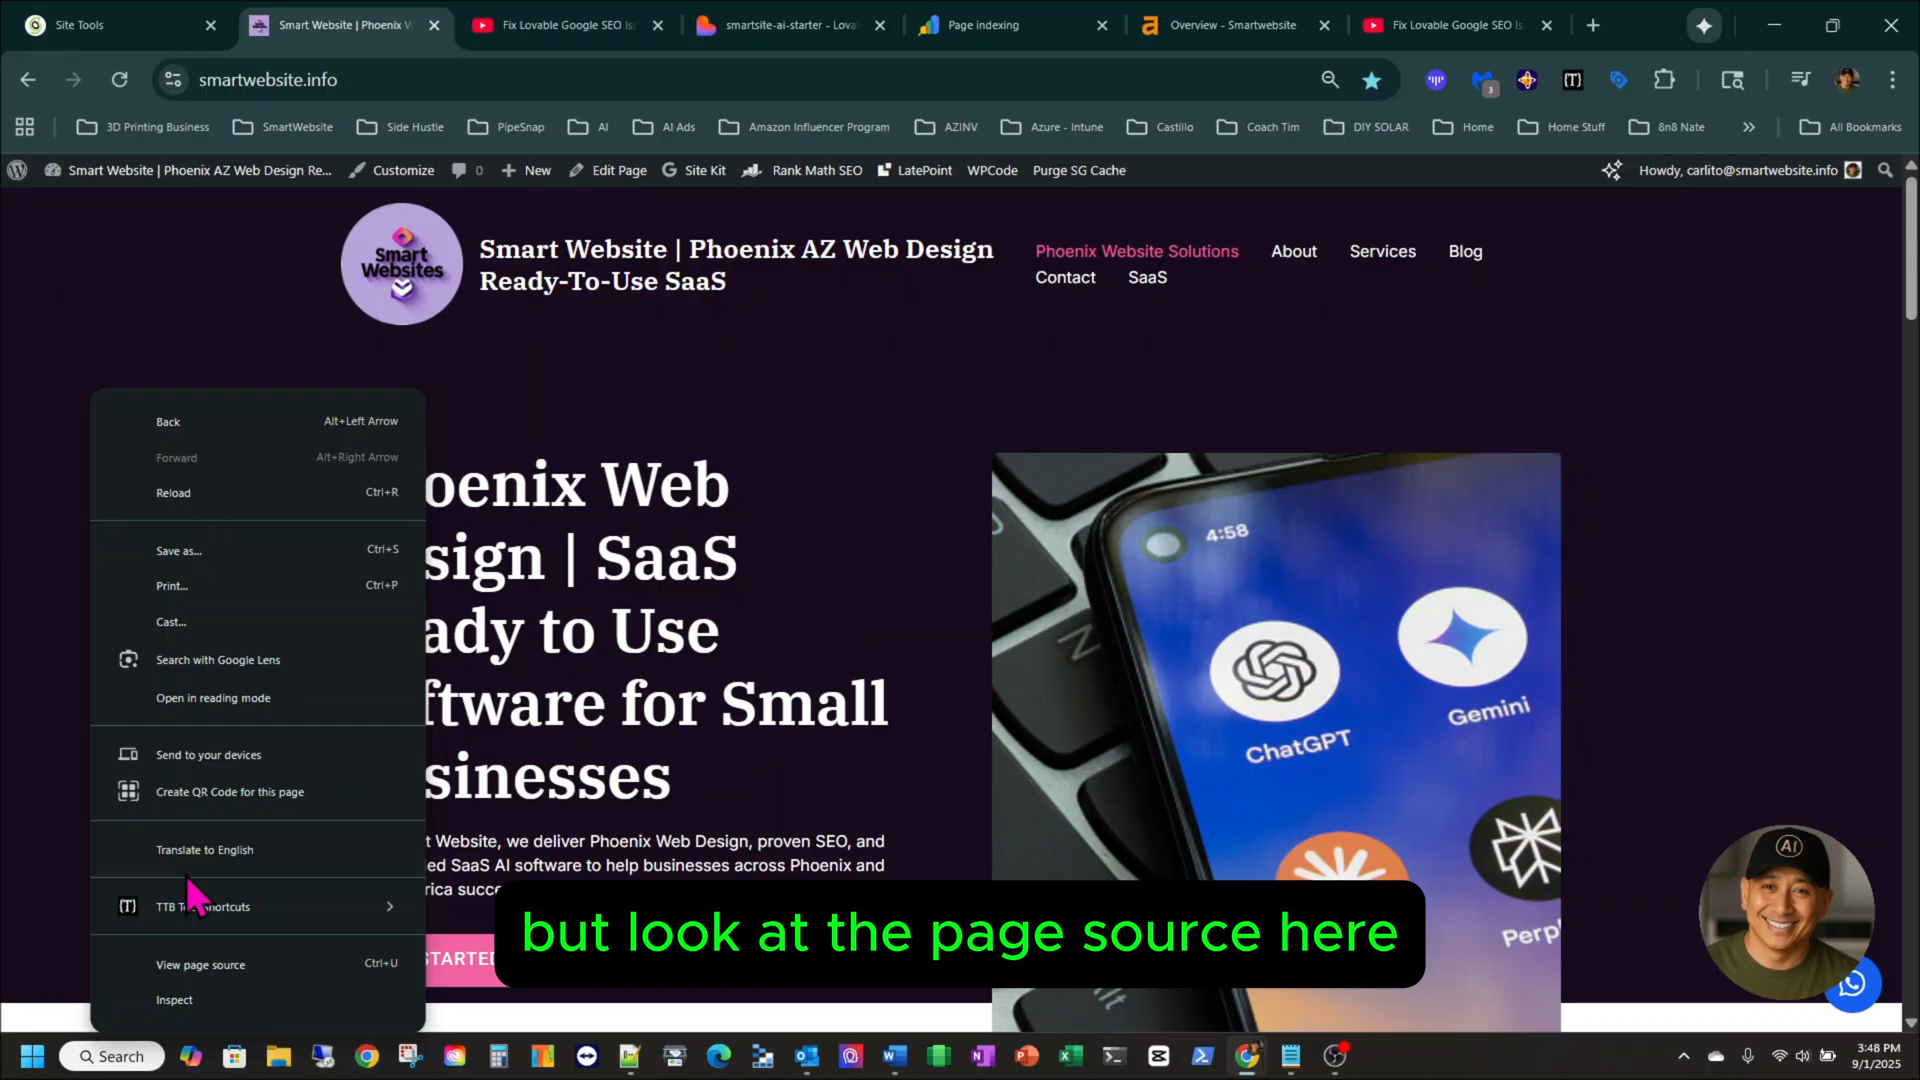 Site Tools
Smart Website | Phoenix W
Fix Lovable Google SEO Is
smartsite-ai-starter - Lova
Page indexing
Overview - Smartwebsite
Fix Lovable Google SEO Is
smartwebsite.info
3
3D Printing Business
SmartWebsite
Side Hustle
PipeSnap
AI
AI Ads
Amazon Influencer Program
AZINV
Azure - Intune
Castillo
Coach Tim
DIY SOLAR
Home
Home Stuff
8n8 Nate
All Bookmarks
Smart Website | Phoenix AZ Web Design Re...
Customize
0
New
Edit Page
Site Kit
Rank Math SEO
LatePoint
WPCode
Purge SG Cache
Howdy, carlito@smartwebsite.info
Smart
Websites
Smart Website | Phoenix AZ Web Design
Ready-To-Use SaaS
Phoenix Website Solutions
About
Services
Blog
Contact
SaaS
Back Alt+Left Arrow
Forward Alt+Right Arrow
Reload Ctrl+R
Save as... Ctrl+S
Print... Ctrl+P
Cast...
Search with Google Lens
Open in reading mode
Send to your devices
Create QR Code for this page
Translate to English
{T} TTB
View page source Ctrl+U
Inspect
oenix Web
sign | SaaS
ady to Use
ftware for Small
sinesses
t Website, we deliver Phoenix Web Design, proven SEO, and
ed SaaS AI software to help businesses across Phoenix and
rica succ
STARTED
4:58
Z
ChatGPT
Gemini
Perp
Alt
AI
but look at the page source here
Search
3:48 PM
9/1/2025